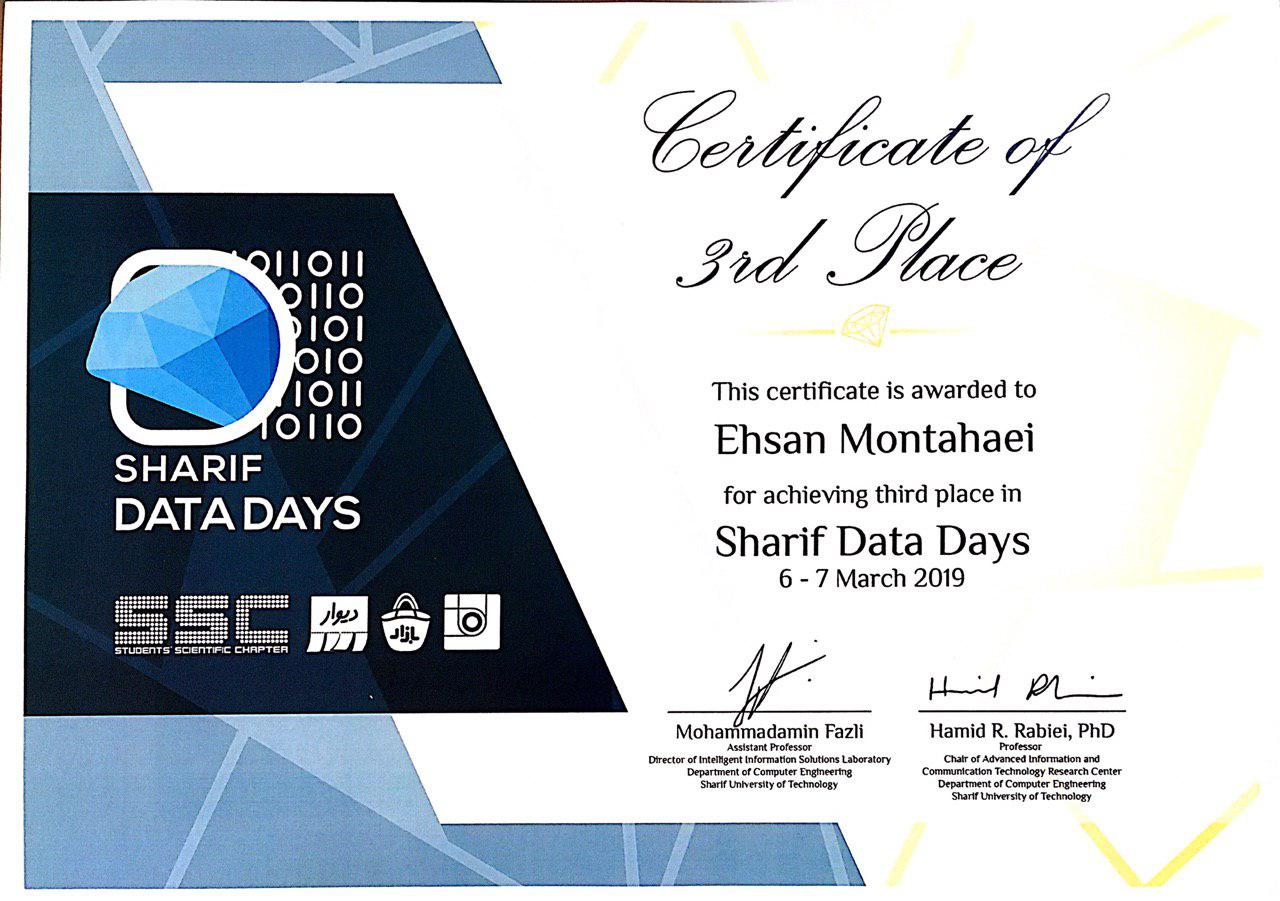 Certificate of
3rd Place
1011011
0110
0101
010
11011
10110
SHARIF
DATA DAYS
SSC
STUDENTS' SCIENTIFIC CHAPTER
دیوار
بازار
This certificate is awarded to
Ehsan Montahaei
for achieving third place in
Sharif Data Days
6 - 7 March 2019
Mohammadamin Fazli
Assistant Professor
Director of Intelligent Information Solutions Laboratory
Department of Computer Engineering
Sharif University of Technology
Hamid R. Rabiei, PhD
Professor
Chair of Advanced Information and
Communication Technology Research Center
Department of Computer Engineering
Sharif University of Technology